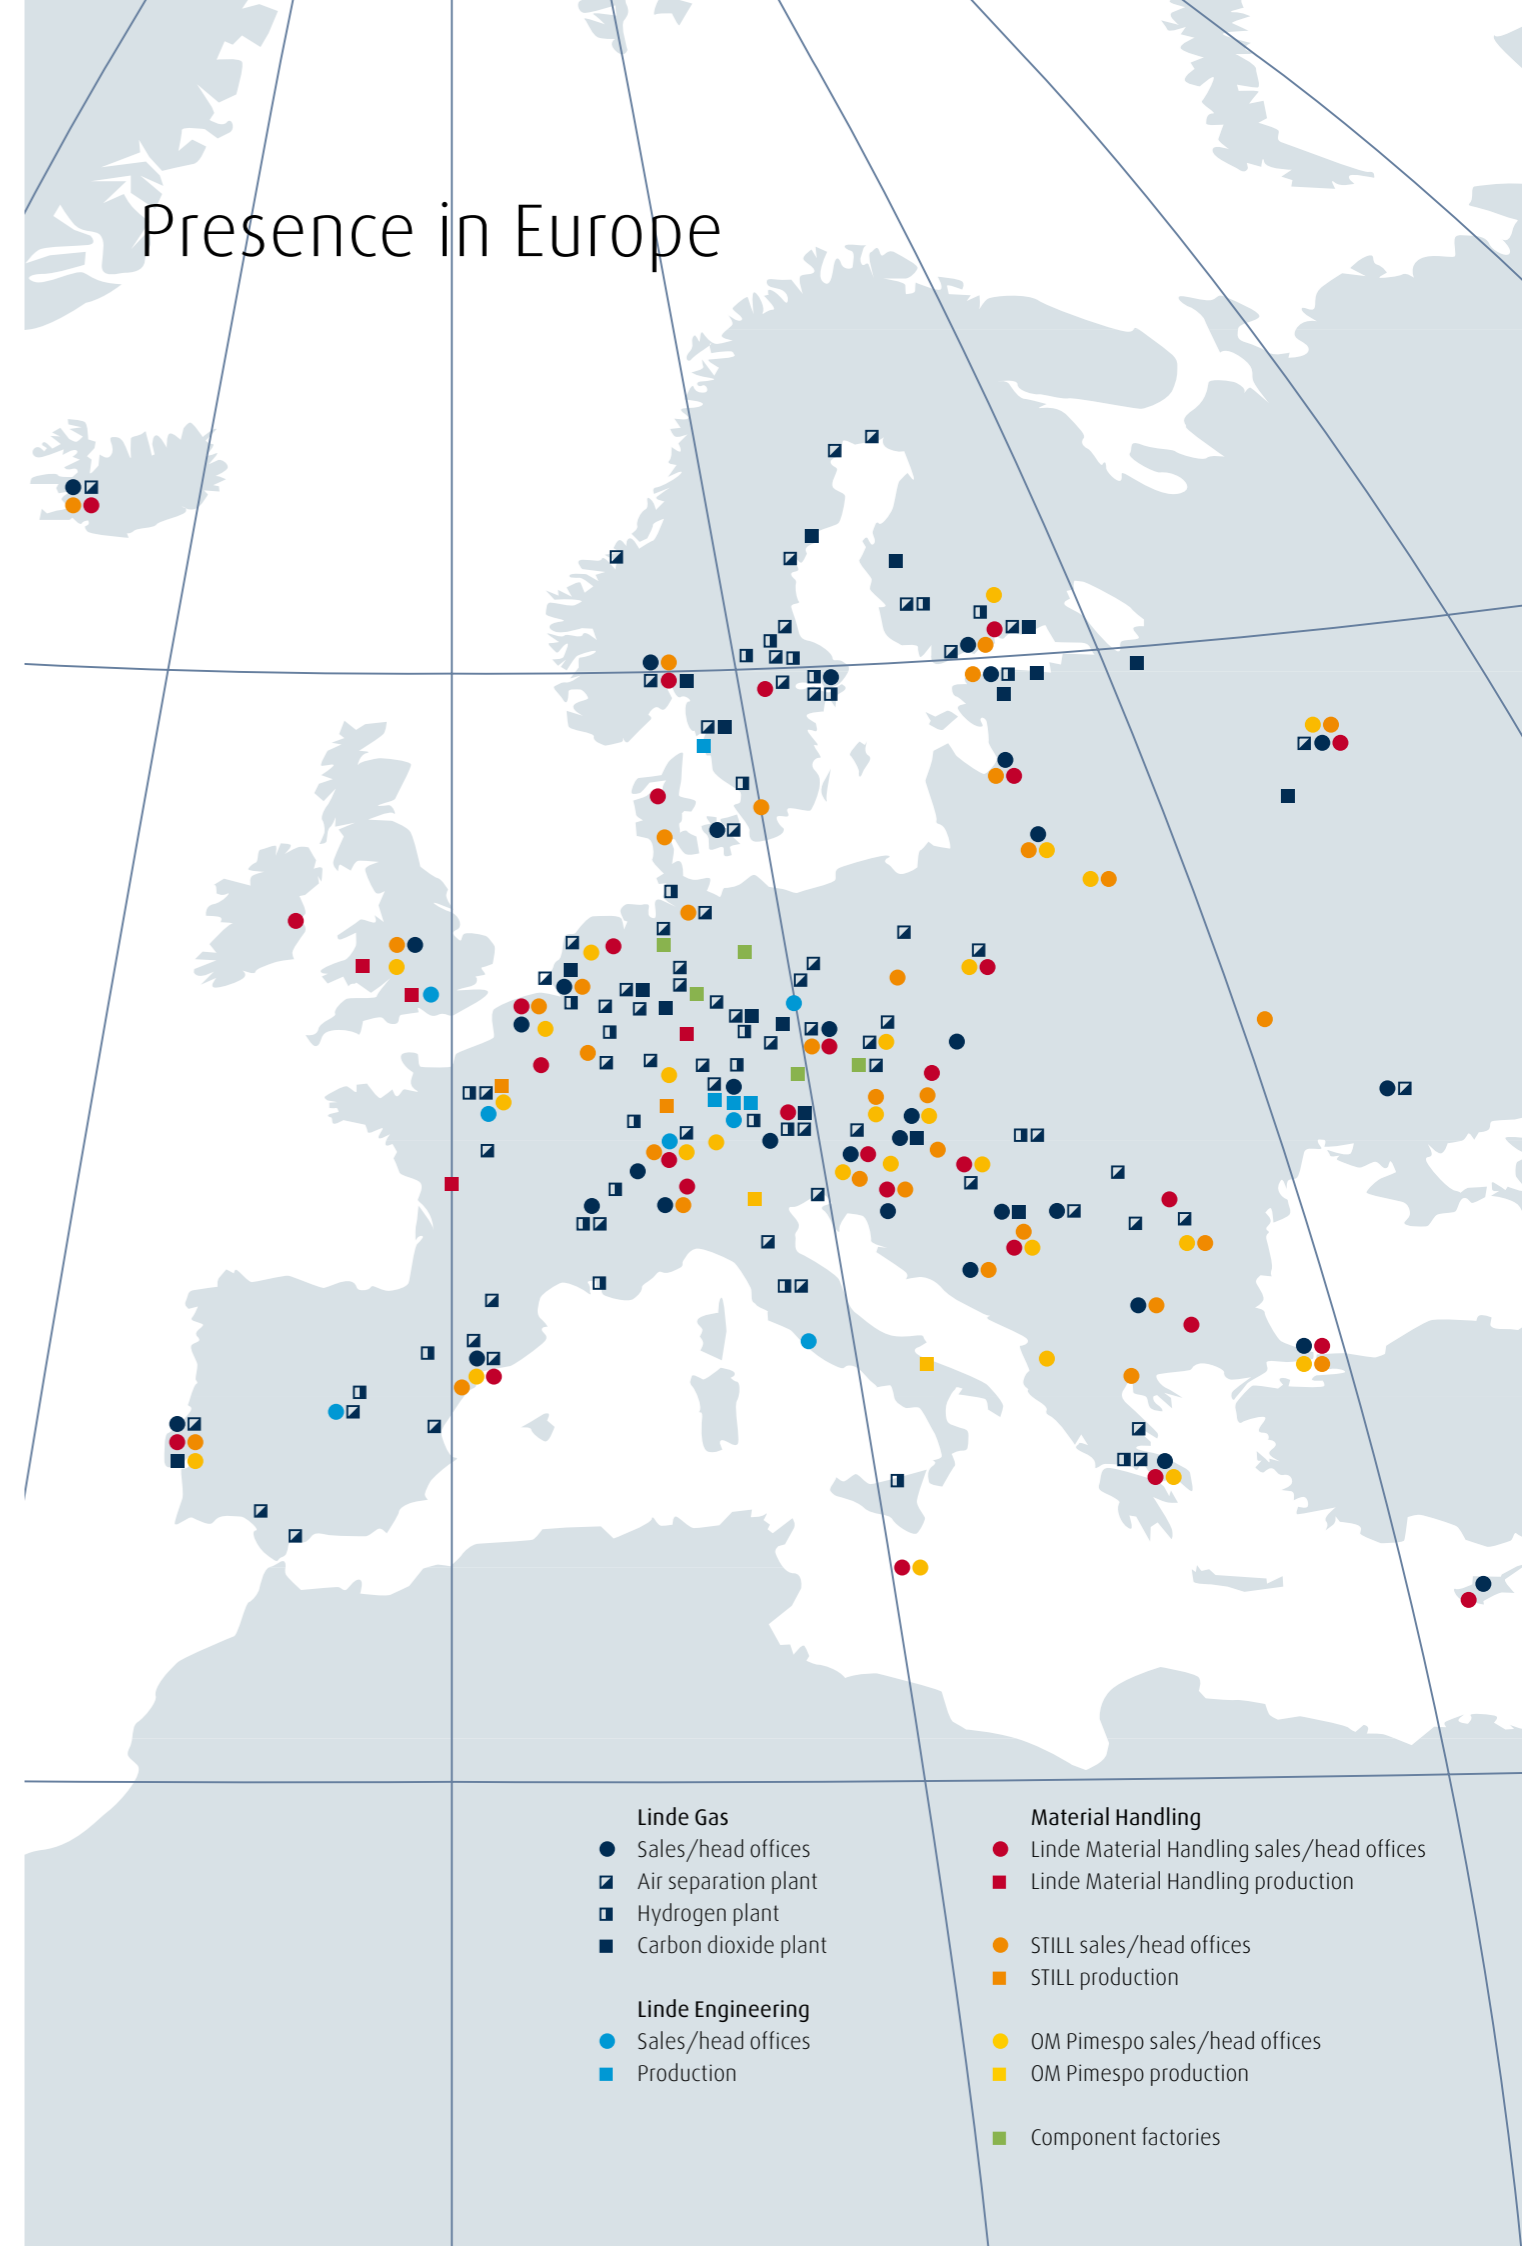 Presence in Europe
Linde Gas
Sales/head offices
Air separation plant
Hydrogen plant
Carbon dioxide plant
Linde Engineering
Sales/head offices
Production
Material Handling
Linde Material Handling sales/head offices
Linde Material Handling production
STILL sales/head offices
STILL production
OM Pimespo sales/head offices
OM Pimespo production
Component factories